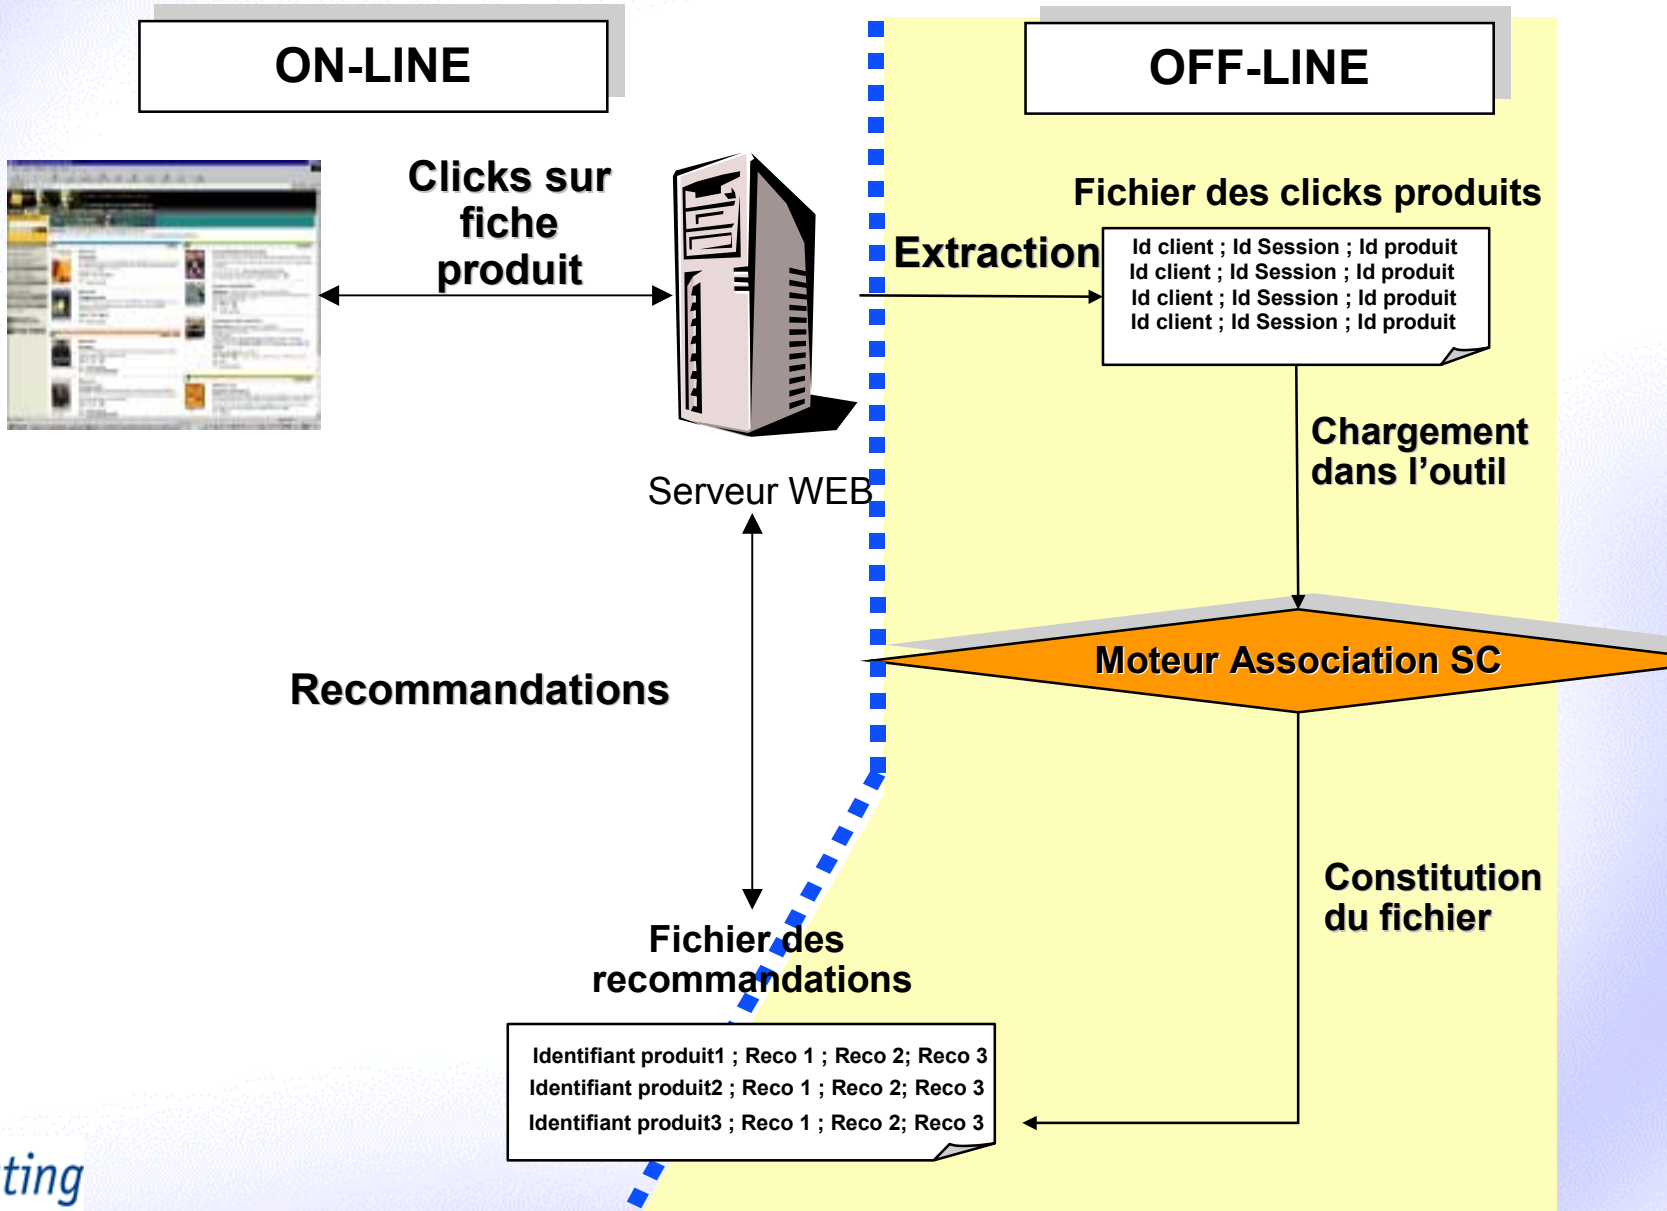 ON-LINE
OFF-LINE
Clicks sur
fiche
produit
Fichier des clicks produits
Extraction
Id client ; Id Session ; Id produit
Id client ; Id Session ; Id produit
Id client ; Id Session ; Id produit
Id client ; Id Session ; Id produit
Chargement
dans l’outil
Serveur WEB
Moteur Association SC
Recommandations
Constitution
du fichier
Fichier des
recommandations
Identifiant produit1 ; Reco 1 ; Reco 2; Reco 3
Identifiant produit2 ; Reco 1 ; Reco 2; Reco 3
Identifiant produit3 ; Reco 1 ; Reco 2; Reco 3
ting